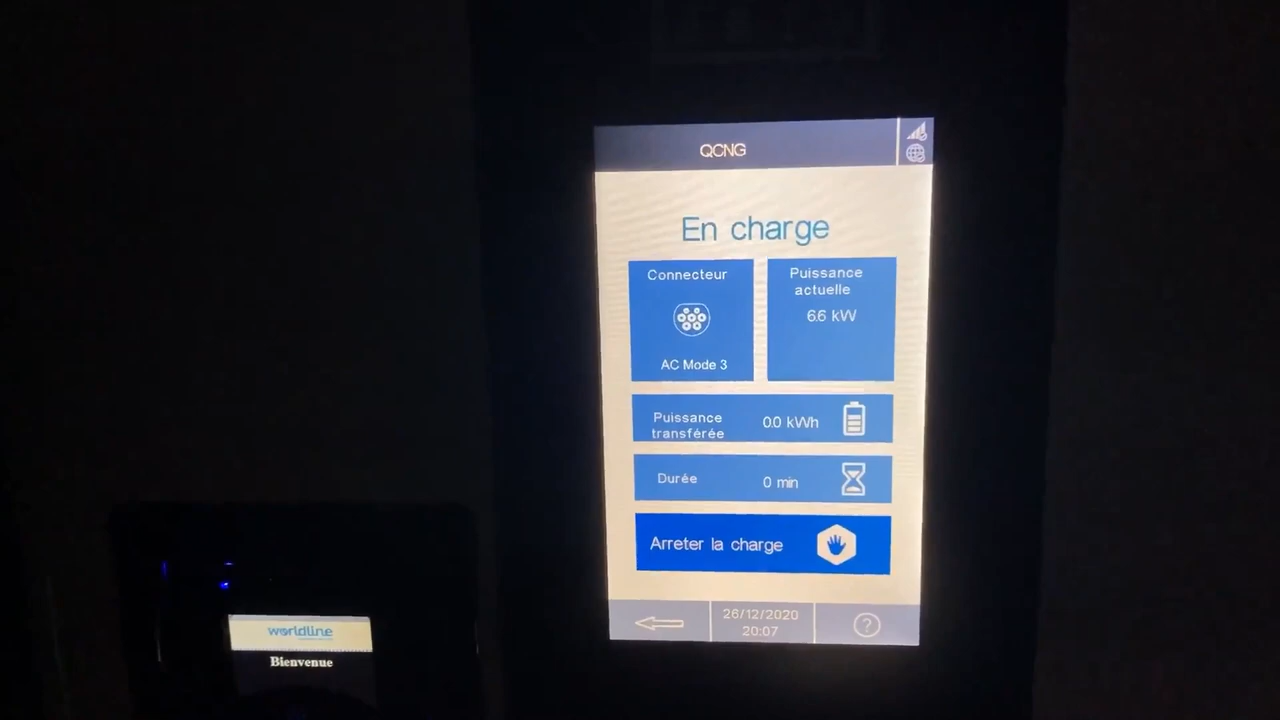 QCNG
En charge
Connecteur
AC Mode 3
Puissance
actuelle
6.6 kW
Puissance
transférée
0.0 kWh
Durée
0 min
Arreter la charge
26/12/2020
20:07
?
worldline
Bienvenue